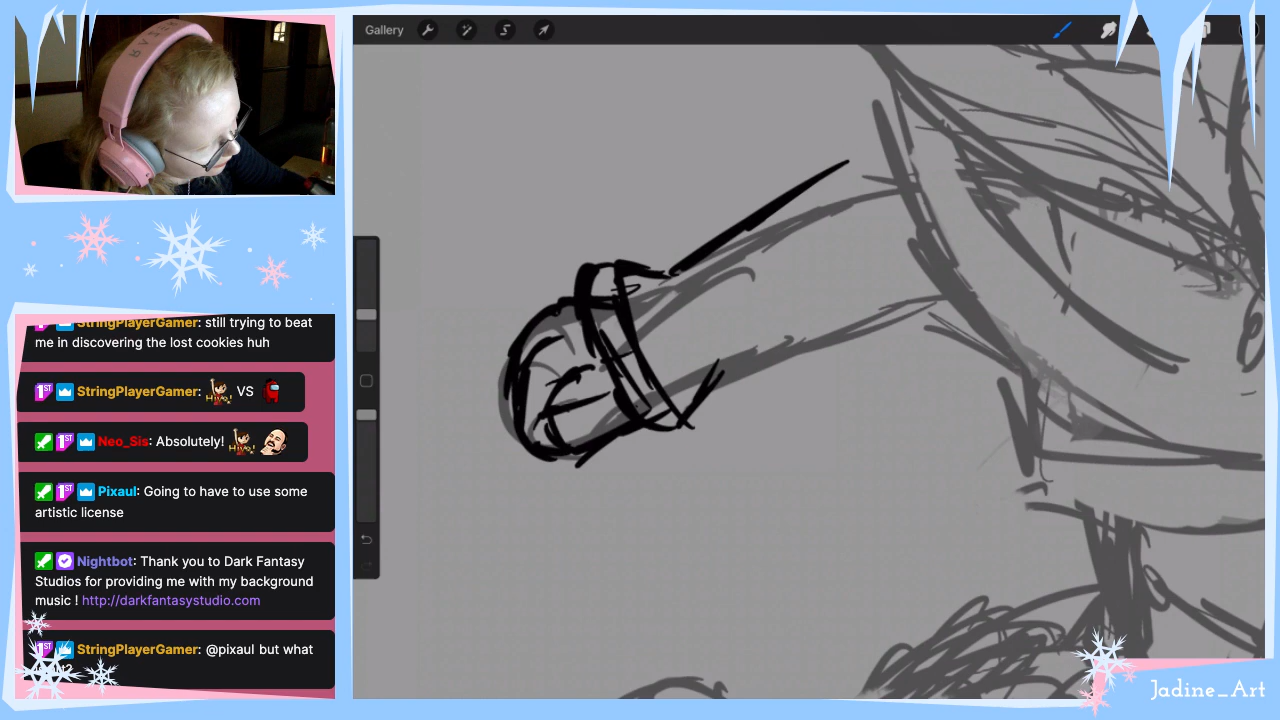 RAZER
Gallery
StringPlayerGamer: still trying to beat
me in discovering the lost cookies huh
StringPlayerGamer: VS
Neo_Sis: Absolutely!
Pixaul: Going to have to use some
artistic license
Nightbot: Thank you to Dark Fantasy
Studios for providing me with my background
music ! http://darkfantasystudio.com
StringPlayerGamer: @pixaul but what
Jadine_Art